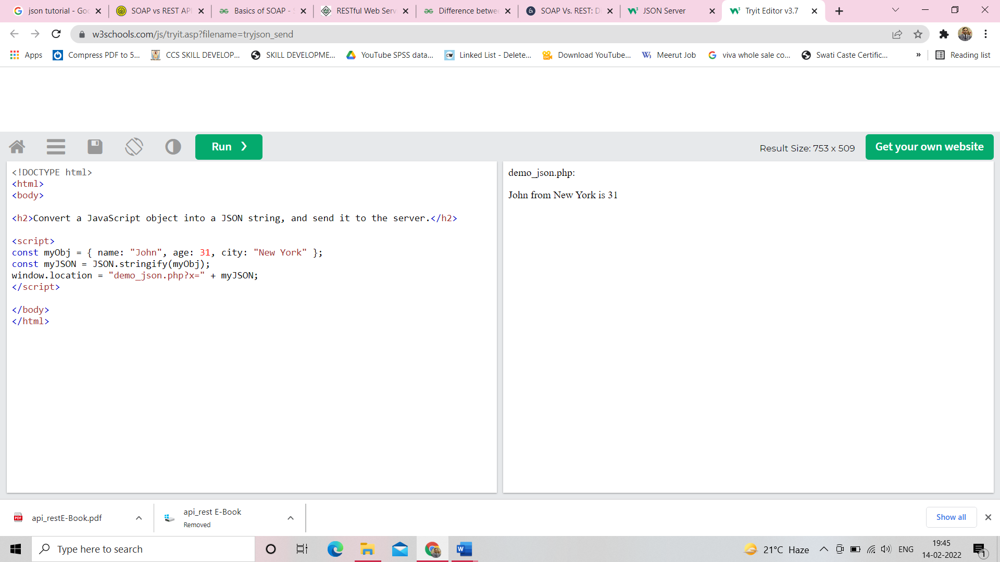 json tutorial - Goo
SOAP vs REST API
Basics of SOAP - S
RESTful Web Serv
Difference betwee
SOAP Vs. REST: D
JSON Server
Tryit Editor v3.7
w3schools.com/js/tryit.asp?filename=tryjson_send
Apps
Compress PDF to 5...
CCS SKILL DEVELOP...
SKILL DEVELOPME...
YouTube SPSS data...
Linked List - Delete...
Download YouTube...
Meerut Job
viva whole sale co...
Swati Caste Certific...
»
Reading list
Run ❯
Result Size: 753 x 509
Get your own website
<!DOCTYPE html>
<html>
<body>
<h2>Convert a JavaScript object into a JSON string, and send it to the server.</h2>
<script>
const myObj = { name: "John", age: 31, city: "New York" };
const myJSON = JSON.stringify(myObj);
window.location = "demo_json.php?x=" + myJSON;
</script>
</body>
</html>
demo_json.php:
John from New York is 31
api_restE-Book.pdf
api_rest E-Book
Removed
Show all
Type here to search
21°C Haze
ENG
19:45
14-02-2022
1